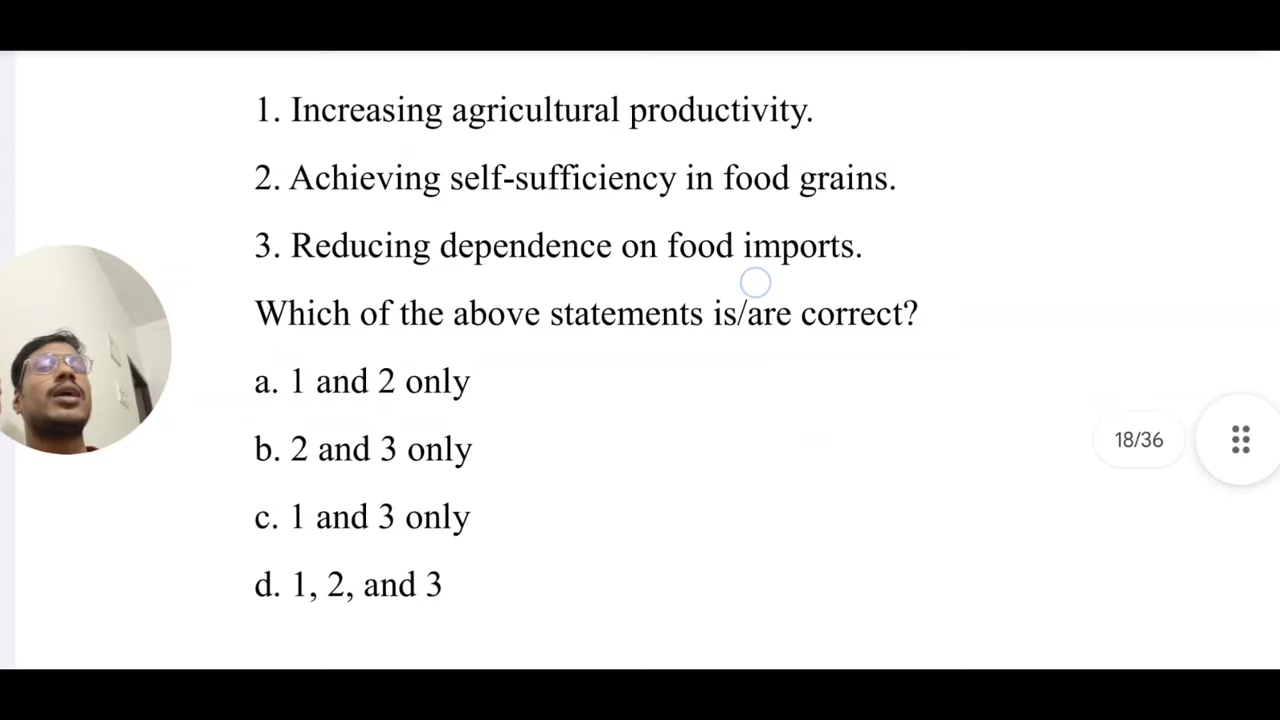 1. Increasing agricultural productivity.
2. Achieving self-sufficiency in food grains.
3. Reducing dependence on food imports.
Which of the above statements is/are correct?
a. 1 and 2 only
b. 2 and 3 only
18/36
c. 1 and 3 only
d. 1, 2, and 3